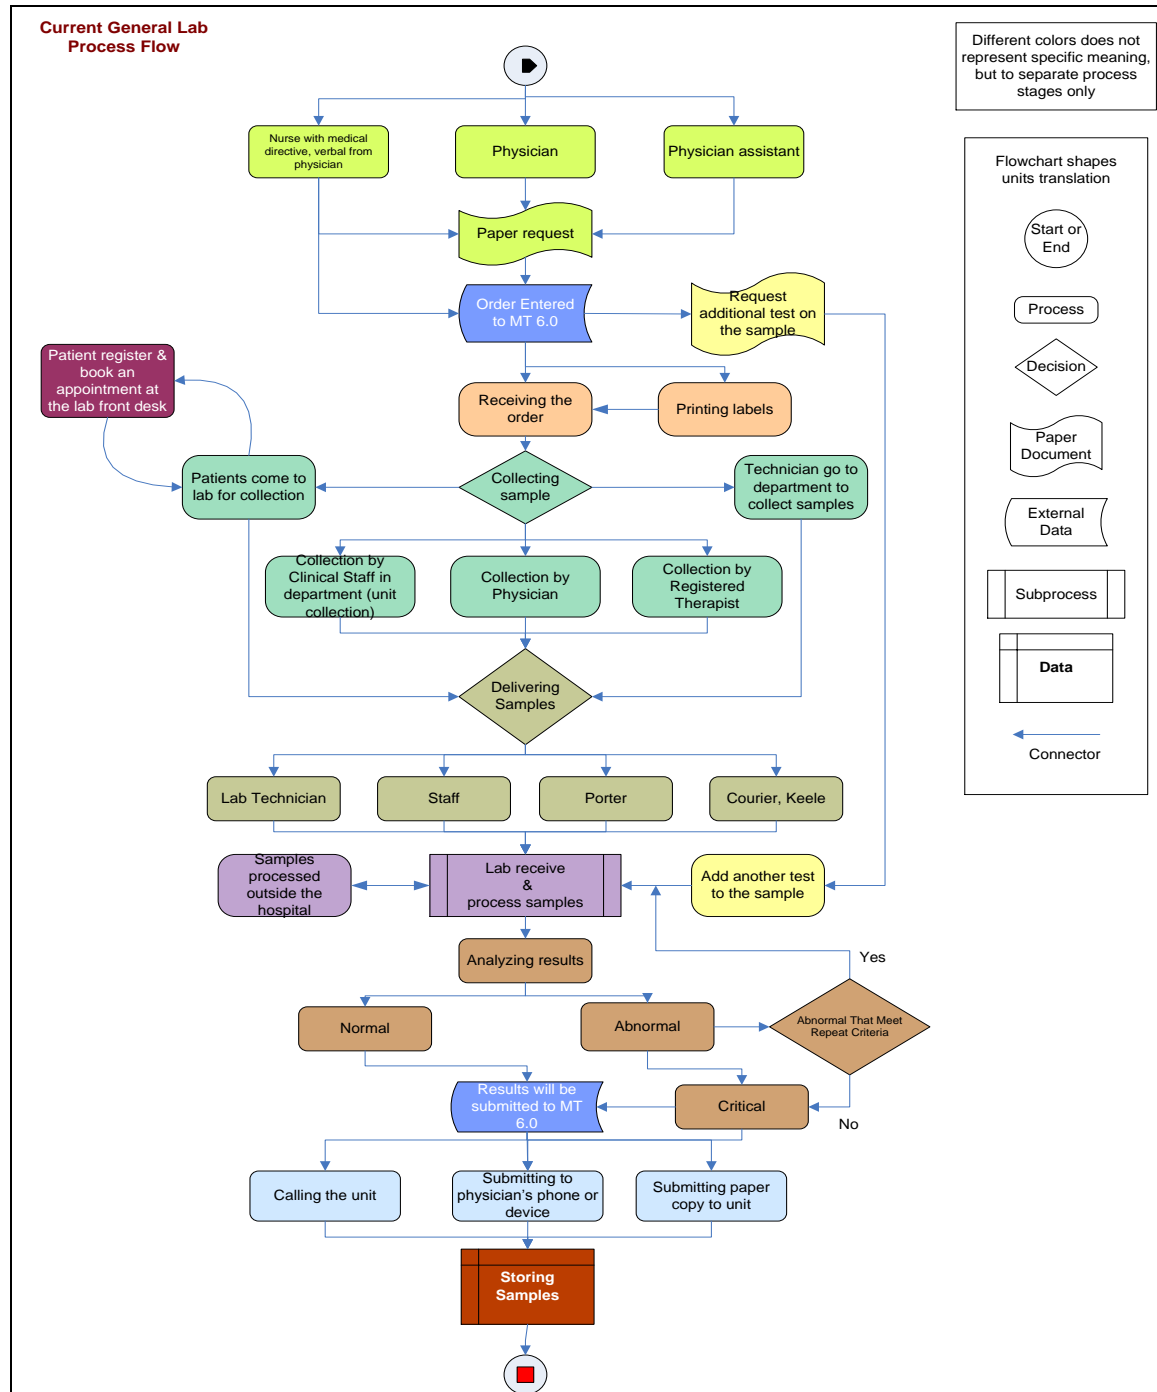 Current General Lab
Process Flow
Different colors does not
represent specific meaning,
but to separate process
stages only
Nurse with medical
directive, verbal from
physician
Physician
Physician assistant
Flowchart shapes
units translation
Start or
End
Process
Decision
Paper
Document
External
Data
Subprocess
Data
Connector
Paper request
Order Entered
to MT 6.0
Request
additional test on
the sample
Patient register &
book an
appointment at
the lab front desk
Receiving the
order
Printing labels
Patients come to
lab for collection
Collecting
sample
Technician go to
department to
collect samples
Collection by
Clinical Staff in
department (unit
collection)
Collection by
Physician
Collection by
Registered
Therapist
Delivering
Samples
Lab Technician
Staff
Porter
Courier, Keele
Samples
processed
outside the
hospital
Lab receive
&
process samples
Add another test
to the sample
Analyzing results
Yes
Normal
Abnormal
Abnormal That Meet
Repeat Criteria
Results will be
submitted to MT
6.0
Critical
No
Calling the unit
Submitting to
physician's phone or
device
Submitting paper
copy to unit
Storing
Samples